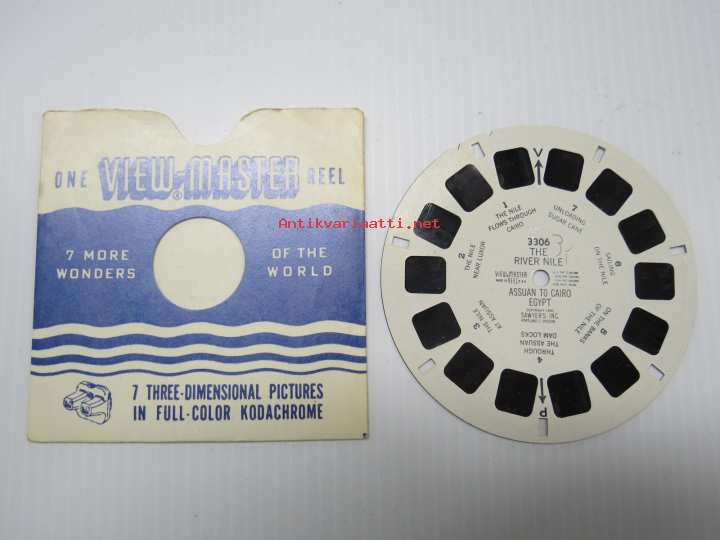 ONE VIEW-MASTER® REEL
7 MORE OF THE
WONDERS WORLD
7 THREE-DIMENSIONAL PICTURES
IN FULL-COLOR KODACHROME
Antikvariaatti.net
V
1
THE NILE
FLOWS THROUGH
CAIRO
2
THE NILE
NEAR LUXOR
3
THE NILE
AT ASSUAN
4
THROUGH
THE ASSUAN
DAM LOCKS
ON THE BANKS
OF THE NILE
6
SAILING
ON THE NILE
7
UNLOADING
SUGAR CANE
3306
THE
RIVER NILE
VIEW-MASTER
ASSUAN TO CAIRO
EGYPT
SAWYER'S INC.
P